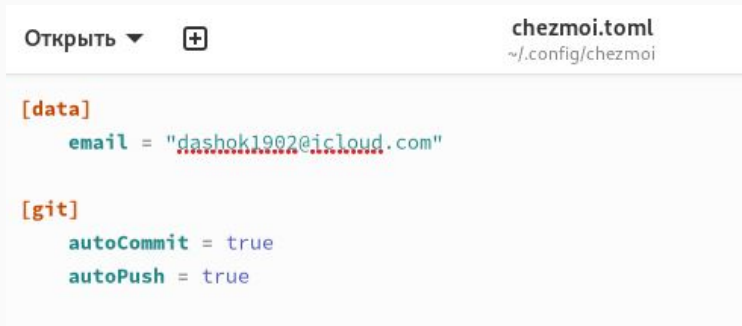 Открыть
chezmoi.toml
~/.config/chezmoi
[data]
email = "dashok1902@icloud.com"
[git]
autoCommit = true
autoPush = true